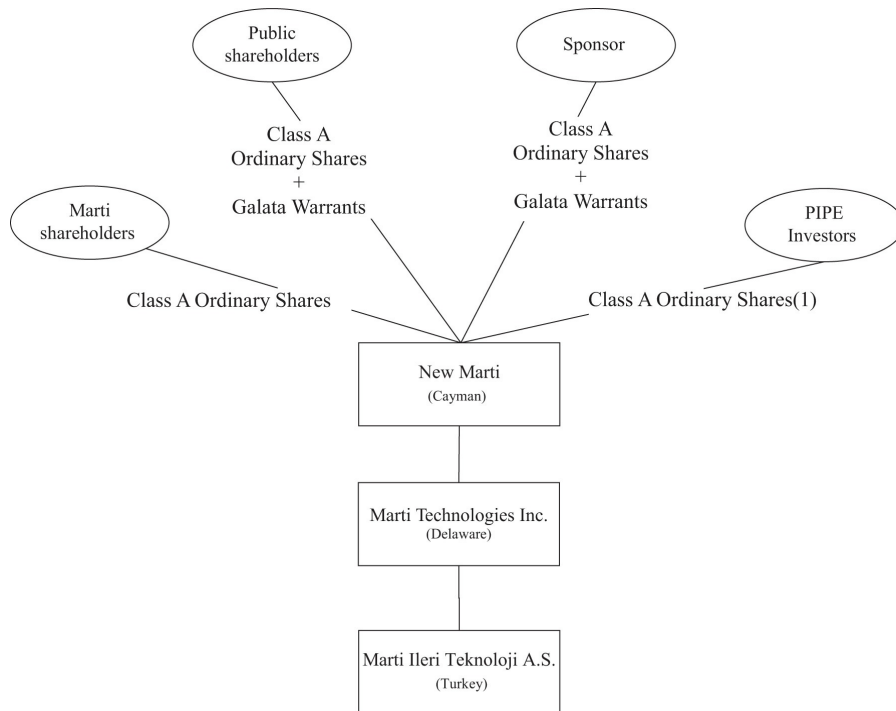 Public
shareholders
Sponsor
Class A
Ordinary Shares
+
Galata Warrants
Class A
Ordinary Shares
+
Galata Warrants
Marti
shareholders
PIPE
Investors
Class A Ordinary Shares
Class A Ordinary Shares(1)
New Marti
(Cayman)
Marti Technologies Inc.
(Delaware)
Marti Ileri Teknoloji A.S.
(Turkey)